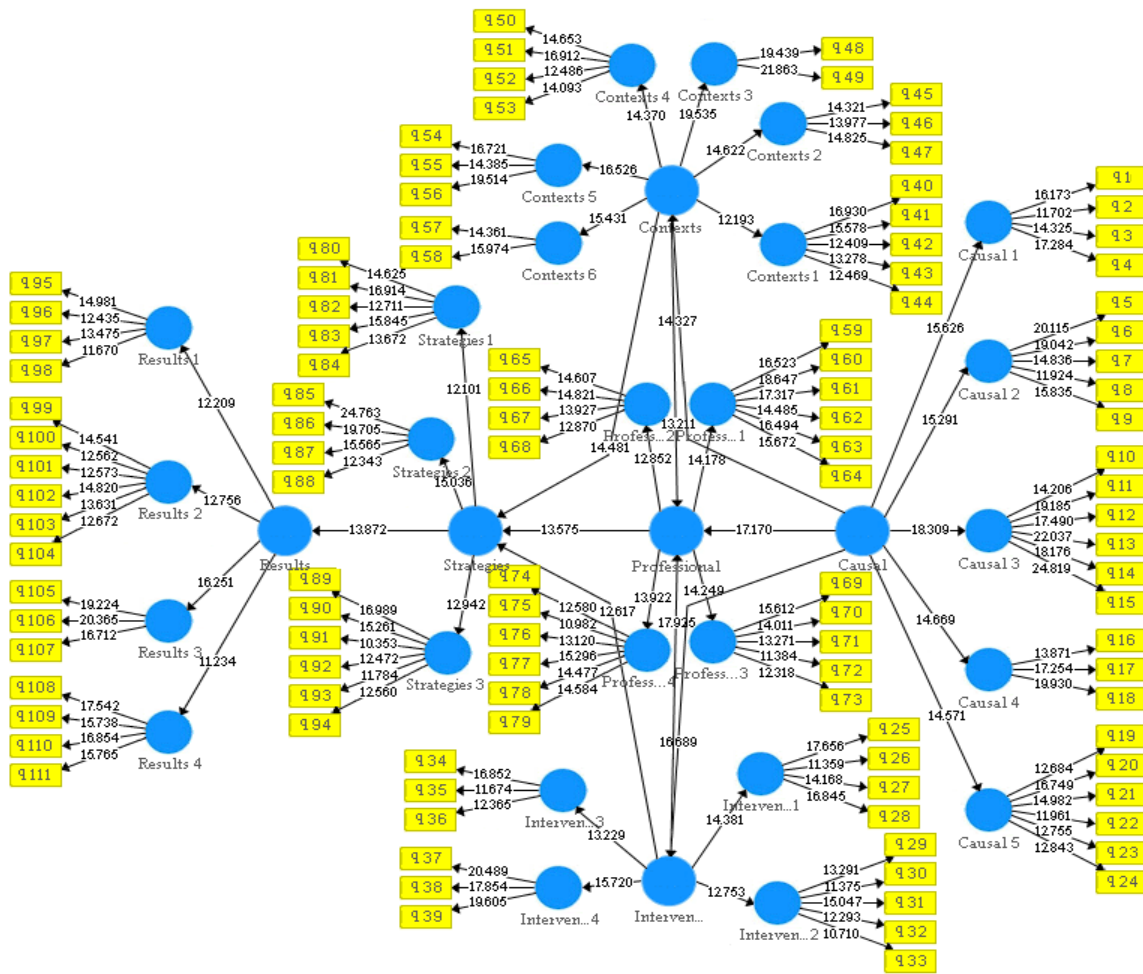 q50
q51
q52
q53
14.653
16.912
12.486
14.093
Contexts 4
14.370
q48
q49
19.439
21.863
Contexts 3
19.535
q45
q46
q47
14.321
13.977
14.825
Contexts 2
14.622
q54
q55
q56
16.721
14.385
19.514
Contexts 5
16.526
q57
q58
14.361
15.974
Contexts 6
15.431
Contexts
q40
q41
q42
q43
q44
16.930
15.578
12.409
13.278
12.469
Contexts 1
12.193
q1
q2
q3
q4
16.173
11.702
14.325
17.284
Causal 1
15.626
q5
q6
q7
q8
q9
20.115
19.042
14.836
11.924
15.835
Causal 2
15.291
q10
q11
q12
q13
q14
q15
14.206
19.185
17.490
22.037
18.176
24.819
Causal 3
18.309
q16
q17
q18
13.871
17.254
19.930
Causal 4
14.669
q19
q20
q21
q22
q23
q24
12.684
16.749
14.982
11.961
12.755
12.843
Causal 5
14.571
Causal
17.170
q80
q81
q82
q83
q84
14.625
16.914
12.711
15.845
13.672
Strategies 1
12.101
q85
q86
q87
q88
24.763
19.705
15.565
12.343
Strategies 2
15.036
q89
q90
q91
q92
q93
q94
16.989
15.261
10.353
12.472
11.784
12.560
Strategies 3
12.942
Strategies
13.575
14.481
12.617
q95
q96
q97
q98
14.981
12.435
13.475
11.670
Results 1
12.209
q99
q100
q101
q102
q103
q104
14.541
12.562
12.573
14.820
13.631
12.672
Results 2
12.756
q105
q106
q107
19.224
20.365
16.712
Results 3
16.251
q108
q109
q110
q111
17.542
15.738
16.854
15.765
Results 4
11.234
Results
13.872
q65
q66
q67
q68
14.607
14.821
13.927
12.870
Profess... 2
12.852
q59
q60
q61
q62
q63
q64
16.523
18.647
17.317
14.485
16.494
15.672
Profess... 1
14.178
14.327
13.211
Professional
q74
q75
q76
q77
q78
q79
12.580
10.982
13.120
15.296
14.477
14.584
Profess... 4
13.922
q69
q70
q71
q72
q73
15.612
14.011
13.271
11.384
12.318
Profess... 3
14.249
17.925
16.689
q34
q35
q36
16.852
11.674
12.365
Interven... 3
13.229
q37
q38
q39
20.489
17.854
19.605
Interven... 4
15.720
Interven...
q25
q26
q27
q28
17.656
11.359
14.168
16.845
Interven... 1
14.381
q29
q30
q31
q32
q33
13.291
11.375
15.047
12.293
10.710
Interven... 2
12.753